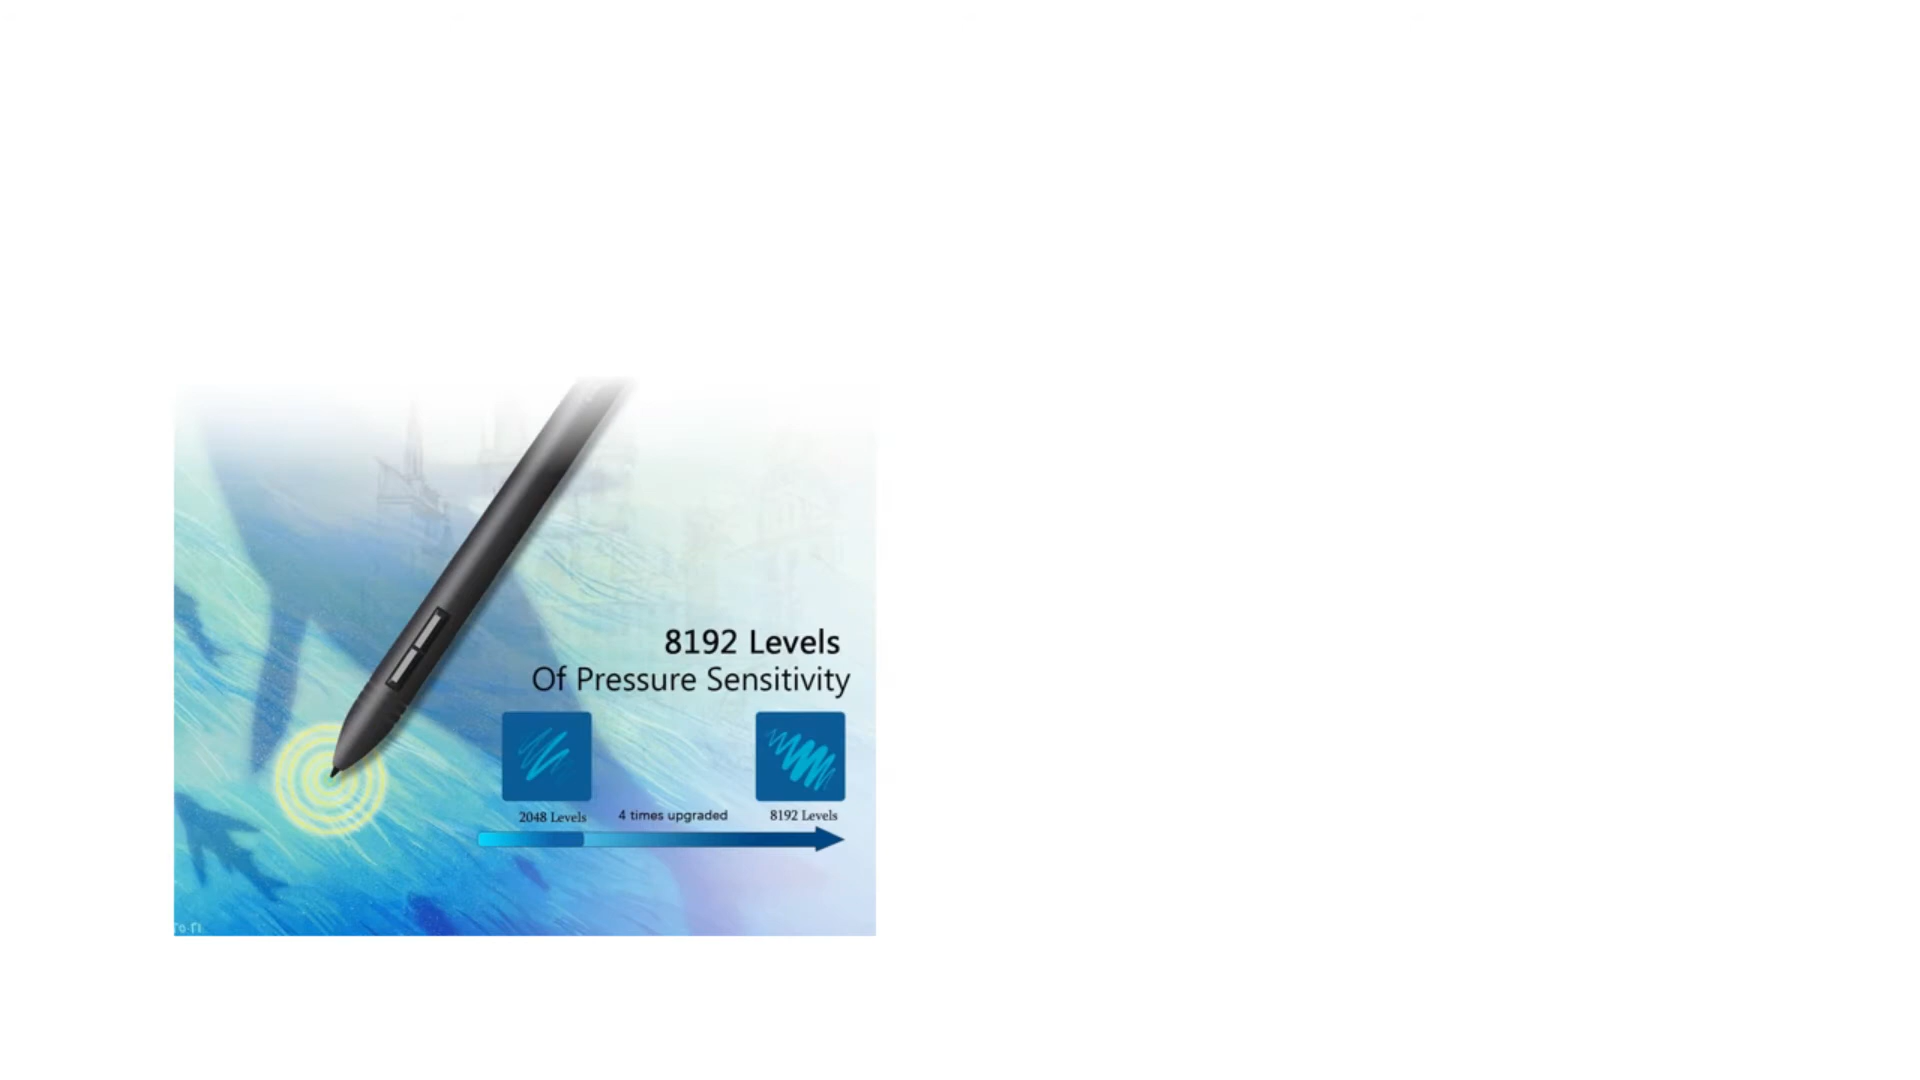 8192 Levels
Of Pressure Sensitivity
2048 Levels
4 times upgraded
8192 Levels